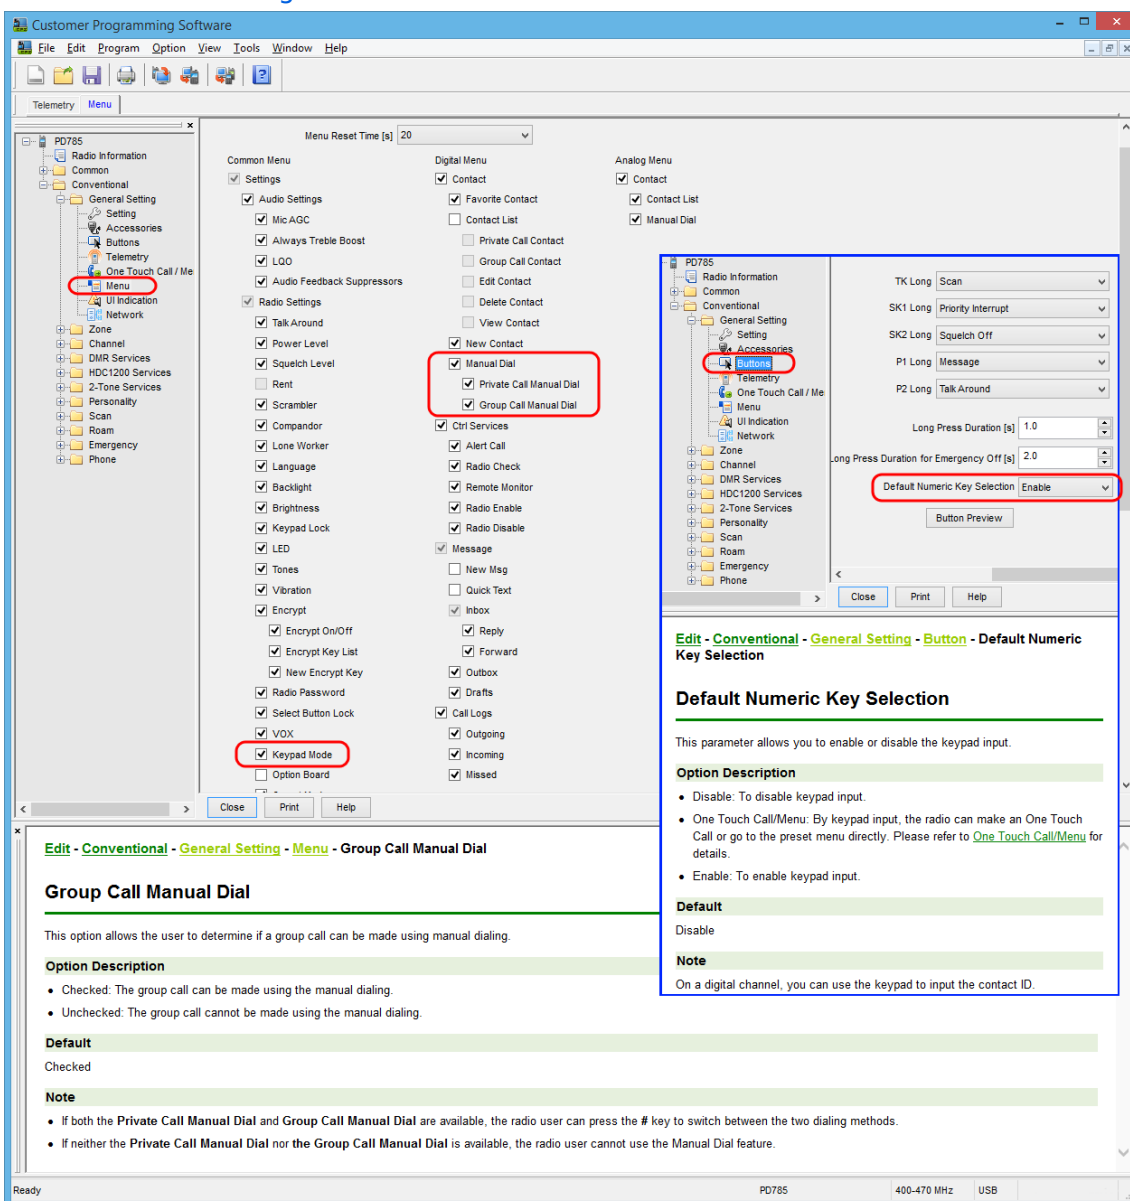 Customer Programming Software
File Edit Program Option View Tools Window Help
Telemetry Menu
PD785
Radio Information
Common
Conventional
General Setting
Setting
Accessories
Buttons
Telemetry
One Touch Call / Me
Menu
UI Indication
Network
Zone
Channel
DMR Services
HDC1200 Services
2-Tone Services
Personality
Scan
Roam
Emergency
Phone
Menu Reset Time [s] 20
Common Menu
Settings
Audio Settings
Mic AGC
Always Treble Boost
LQO
Audio Feedback Suppressors
Radio Settings
Talk Around
Power Level
Squelch Level
Rent
Scrambler
Compandor
Lone Worker
Language
Backlight
Brightness
Keypad Lock
LED
Tones
Vibration
Encrypt
Encrypt On/Off
Encrypt Key List
New Encrypt Key
Radio Password
Select Button Lock
VOX
Keypad Mode
Option Board
Digital Menu
Contact
Favorite Contact
Contact List
Private Call Contact
Group Call Contact
Edit Contact
Delete Contact
View Contact
New Contact
Manual Dial
Private Call Manual Dial
Group Call Manual Dial
Ctrl Services
Alert Call
Radio Check
Remote Monitor
Radio Enable
Radio Disable
Message
New Msg
Quick Text
Inbox
Reply
Forward
Outbox
Drafts
Call Logs
Outgoing
Incoming
Missed
Analog Menu
Contact
Contact List
Manual Dial
Close Print Help
PD785
Radio Information
Common
Conventional
General Setting
Setting
Accessories
Buttons
Telemetry
One Touch Call / Me
Menu
UI Indication
Network
Zone
Channel
DMR Services
HDC1200 Services
2-Tone Services
Personality
Scan
Roam
Emergency
Phone
TK Long Scan
SK1 Long Priority Interrupt
SK2 Long Squelch Off
P1 Long Message
P2 Long Talk Around
Long Press Duration [s] 1.0
Long Press Duration for Emergency Off [s] 2.0
Default Numeric Key Selection Enable
Button Preview
Close Print Help
Edit - Conventional - General Setting - Button - Default Numeric
Key Selection
Default Numeric Key Selection
This parameter allows you to enable or disable the keypad input.
Option Description
• Disable: To disable keypad input.
• One Touch Call/Menu: By keypad input, the radio can make an One Touch
Call or go to the preset menu directly. Please refer to One Touch Call/Menu for
details.
• Enable: To enable keypad input.
Default
Disable
Note
On a digital channel, you can use the keypad to input the contact ID.
Edit - Conventional - General Setting - Menu - Group Call Manual Dial
Group Call Manual Dial
This option allows the user to determine if a group call can be made using manual dialing.
Option Description
• Checked: The group call can be made using the manual dialing.
• Unchecked: The group call cannot be made using the manual dialing.
Default
Checked
Note
• If both the Private Call Manual Dial and Group Call Manual Dial are available, the radio user can press the # key to switch between the two dialing methods.
• If neither the Private Call Manual Dial nor the Group Call Manual Dial is available, the radio user cannot use the Manual Dial feature.
Ready PD785 400-470 MHz USB